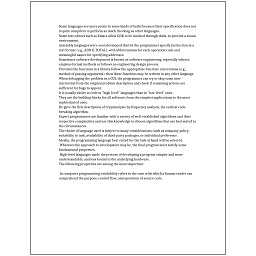 Some languages are more prone to some kinds of faults because their specification does not
require compilers to perform as much checking as other languages.
Some text editors such as Emacs allow GDB to be invoked through them, to provide a visual
environment.
Assembly languages were soon developed that let the programmer specify instruction in a
text format (e.g., ADD X, TOTAL), with abbreviations for each operation code and
meaningful names for specifying addresses.
Sometimes software development is known as software engineering, especially when it
employs formal methods or follows an engineering design process.
Provided the functions in a library follow the appropriate run-time conventions (e.g.,
method of passing arguments), then these functions may be written in any other language.
When debugging the problem in a GUI, the programmer can try to skip some user
interaction from the original problem description and check if remaining actions are
sufficient for bugs to appear.
It is usually easier to code in "high-level" languages than in "low-level" ones.
They are the building blocks for all software, from the simplest applications to the most
sophisticated ones.
He gave the first description of cryptanalysis by frequency analysis, the earliest code-
breaking algorithm.
Expert programmers are familiar with a variety of well-established algorithms and their
respective complexities and use this knowledge to choose algorithms that are best suited to
the circumstances.
The choice of language used is subject to many considerations, such as company policy,
suitability to task, availability of third-party packages, or individual preference.
Ideally, the programming language best suited for the task at hand will be selected.
Whatever the approach to development may be, the final program must satisfy some
fundamental properties.
High-level languages made the process of developing a program simpler and more
understandable, and less bound to the underlying hardware.
The following properties are among the most important:
In computer programming, readability refers to the ease with which a human reader can
comprehend the purpose, control flow, and operation of source code.